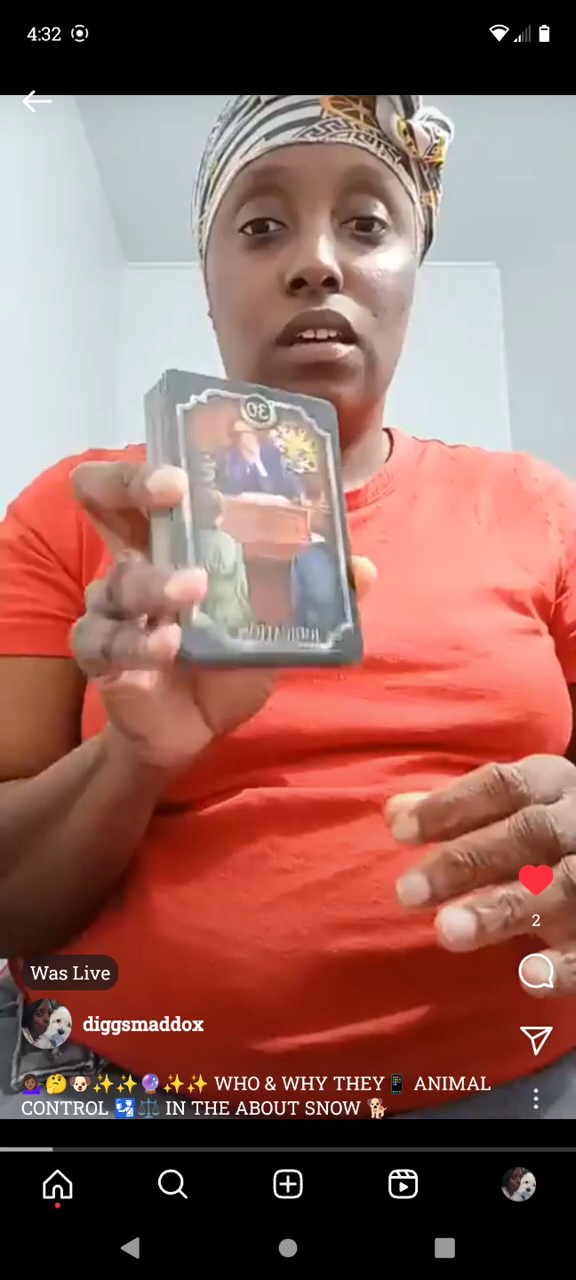 4:32
30
Was Live
2
diggsmaddox
💁🏾‍♀️🤔🐶✨✨🔮✨✨ WHO & WHY THEY📱 ANIMAL
CONTROL 🛂⚖️ IN THE ABOUT SNOW 🐕